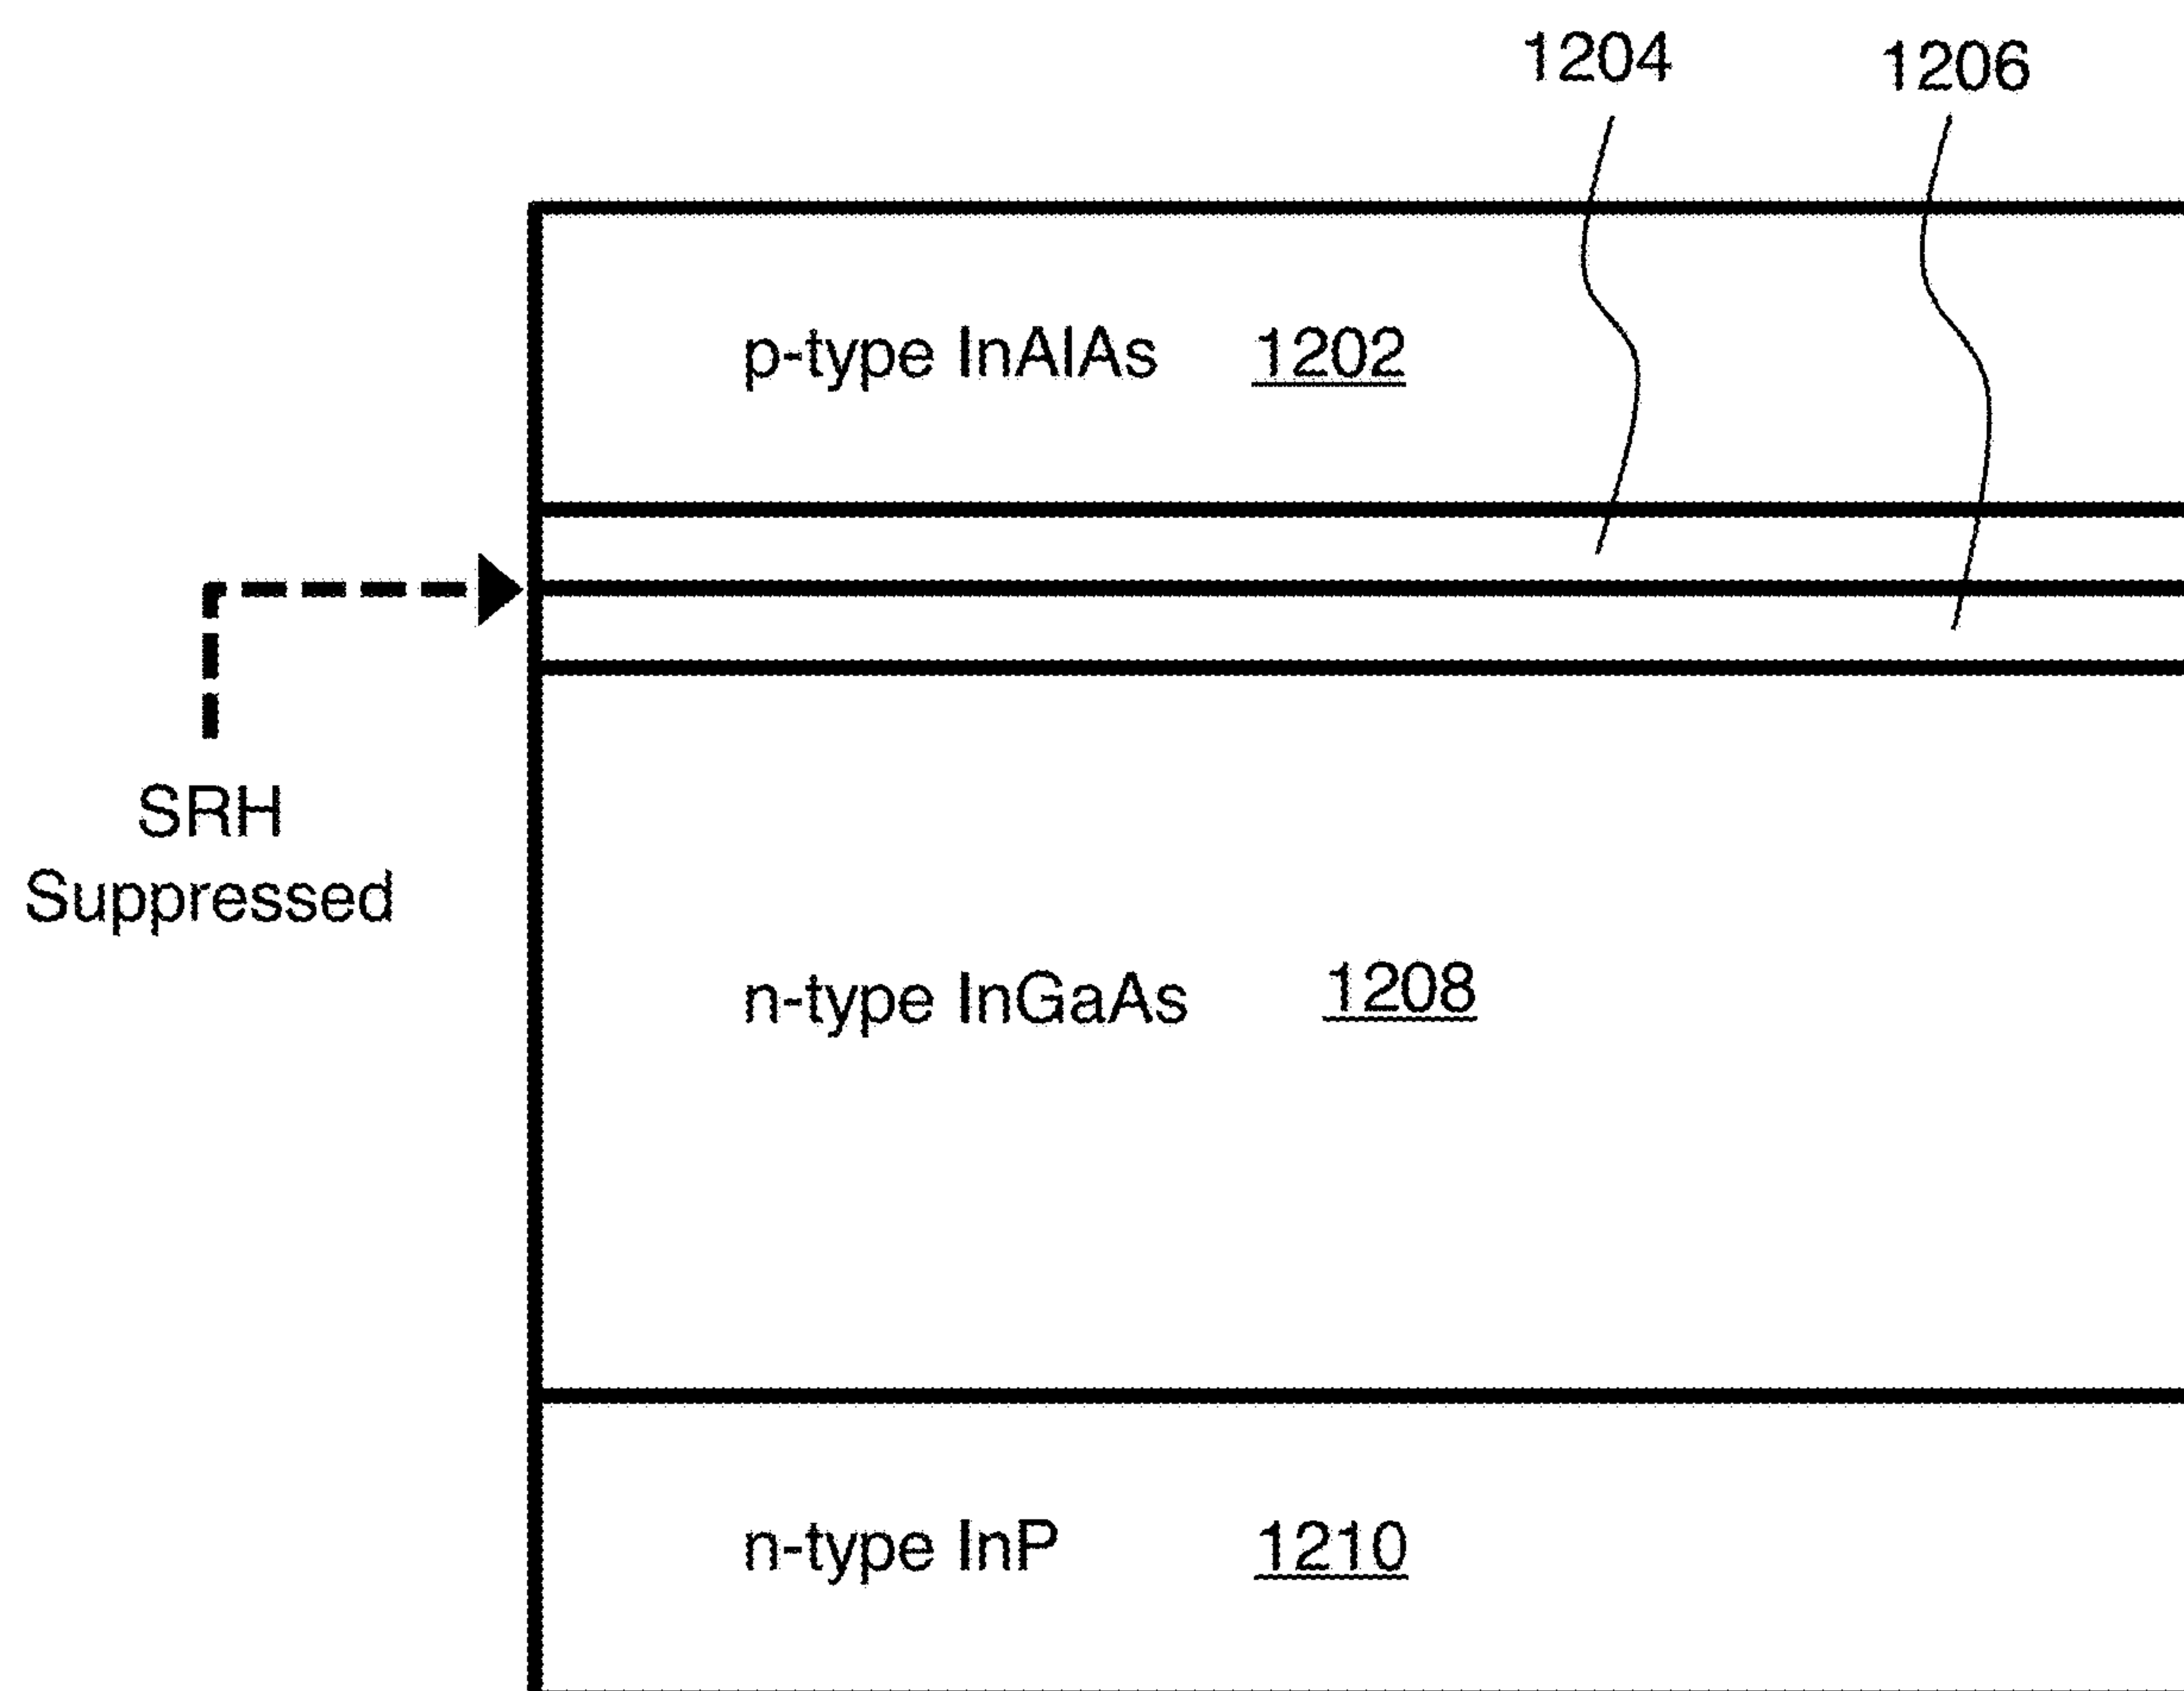 1204
1206
p-type InAlAs 1202
SRH
Suppressed
n-type InGaAs 1208
n-type InP 1210